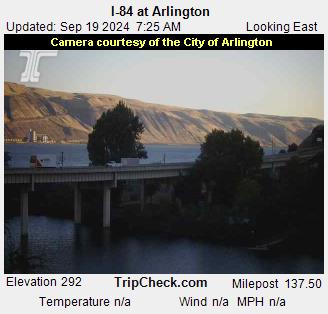 I-84 at Arlington
Updated: Sep 19 2024 7:25 AM Looking East
Camera courtesy of the City of Arlington
Elevation 292 TripCheck.com Milepost 137.50
Temperature n/a Wind n/a MPH n/a